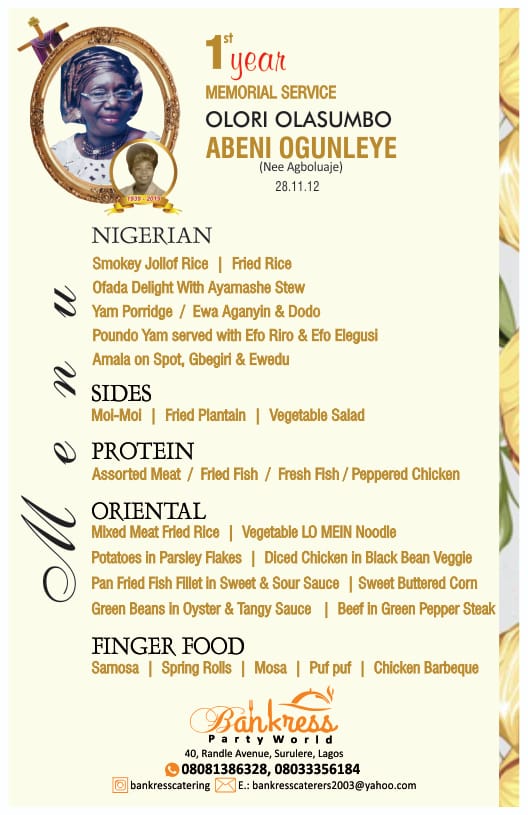 1st year
MEMORIAL SERVICE
OLORI OLASUMBO
ABENI OGUNLEYE
(Nee Agboluaje)
28.11.12
1939 - 2019
Menu
NIGERIAN
Smokey Jollof Rice | Fried Rice
Ofada Delight With Ayamashe Stew
Yam Porridge / Ewa Aganyin & Dodo
Poundo Yam served with Efo Riro & Efo Elegusi
Amala on Spot, Gbegiri & Ewedu
SIDES
Moi-Moi | Fried Plantain | Vegetable Salad
PROTEIN
Assorted Meat / Fried Fish / Fresh Fish / Peppered Chicken
ORIENTAL
Mixed Meat Fried Rice | Vegetable LO MEIN Noodle
Potatoes in Parsley Flakes | Diced Chicken in Black Bean Veggie
Pan Fried Fish Fillet in Sweet & Sour Sauce | Sweet Buttered Corn
Green Beans in Oyster & Tangy Sauce | Beef in Green Pepper Steak
FINGER FOOD
Samosa | Spring Rolls | Mosa | Puf puf | Chicken Barbeque
Bankress
Party World
40, Randle Avenue, Surulere, Lagos
08081386328, 08033356184
bankresscatering E.: bankresscaterers2003@yahoo.com